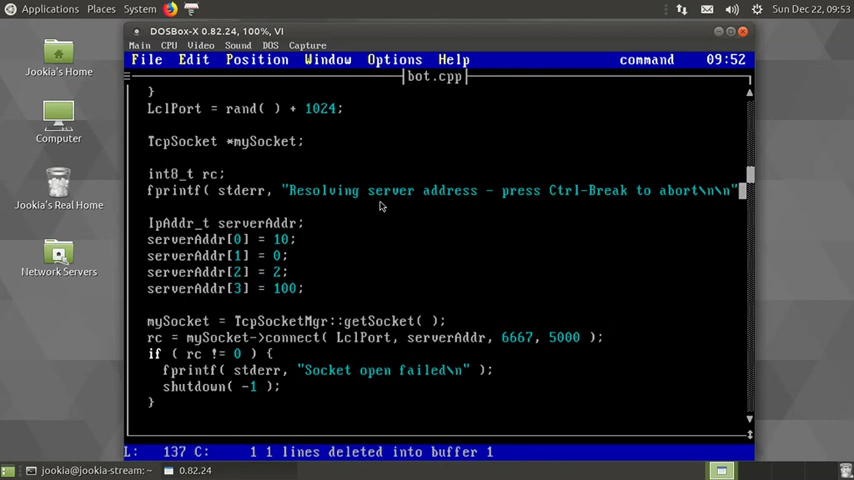 Applications Places System Sun Dec 22, 09:53
DOSBox-X 0.82.24, 100%, VI
Main CPU Video Sound DOS Capture
File Edit Position Window Options Help command 09:52
bot.cpp
}
LclPort = rand( ) + 1024;
TcpSocket *mySocket;
int8_t rc;
fprintf( stderr, "Resolving server address - press Ctrl-Break to abort\n\n"
IpAddr_t serverAddr;
serverAddr[0] = 10;
serverAddr[1] = 0;
serverAddr[2] = 2;
serverAddr[3] = 100;
mySocket = TcpSocketMgr::getSocket( );
rc = mySocket->connect( LclPort, serverAddr, 6667, 5000 );
if ( rc != 0 ) {
fprintf( stderr, "Socket open failed\n" );
shutdown( -1 );
}
L: 137 C: 1 1 lines deleted into buffer 1
Jookia's Home
Computer
Jookia's Real Home
Network Servers
jookia@jookia-stream: ~ 0.82.24